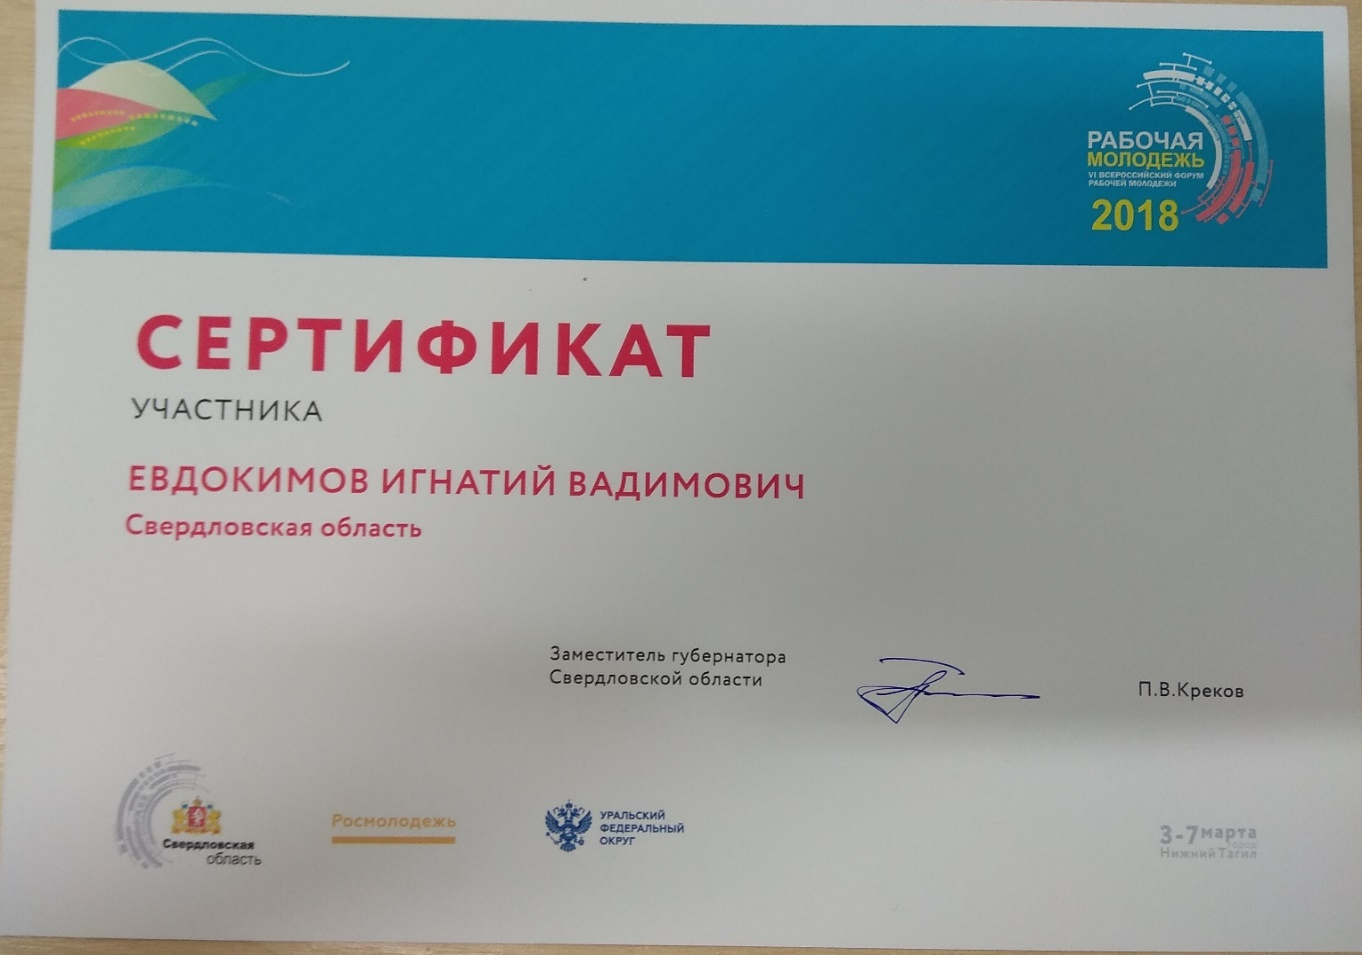 РАБОЧАЯ
МОЛОДЕЖЬ
VI ВСЕРОССИЙСКИЙ ФОРУМ
РАБОЧЕЙ МОЛОДЕЖИ
2018
СЕРТИФИКАТ
УЧАСТНИКА
ЕВДОКИМОВ ИГНАТИЙ ВАДИМОВИЧ
Свердловская область
Заместитель губернатора
Свердловской области
П.В.Креков
Свердловская
область
Росмолодежь
УРАЛЬСКИЙ
ФЕДЕРАЛЬНЫЙ
ОКРУГ
3-7 марта
город
Нижний Тагил